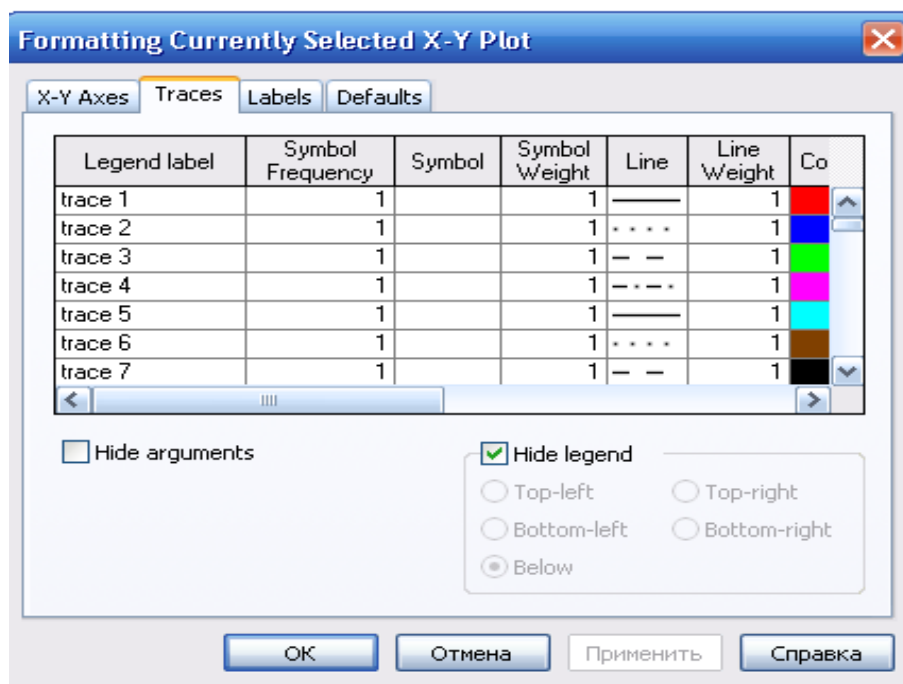 Formatting Currently Selected X-Y Plot
X-Y Axes Traces Labels Defaults
Legend label Symbol Frequency Symbol Symbol Weight Line Line Weight Co
trace 1 1 1 1
trace 2 1 1 1
trace 3 1 1 1
trace 4 1 1 1
trace 5 1 1 1
trace 6 1 1 1
trace 7 1 1 1
Hide arguments Hide legend
Top-left Top-right
Bottom-left Bottom-right
Below
OK Отмена Применить Справка